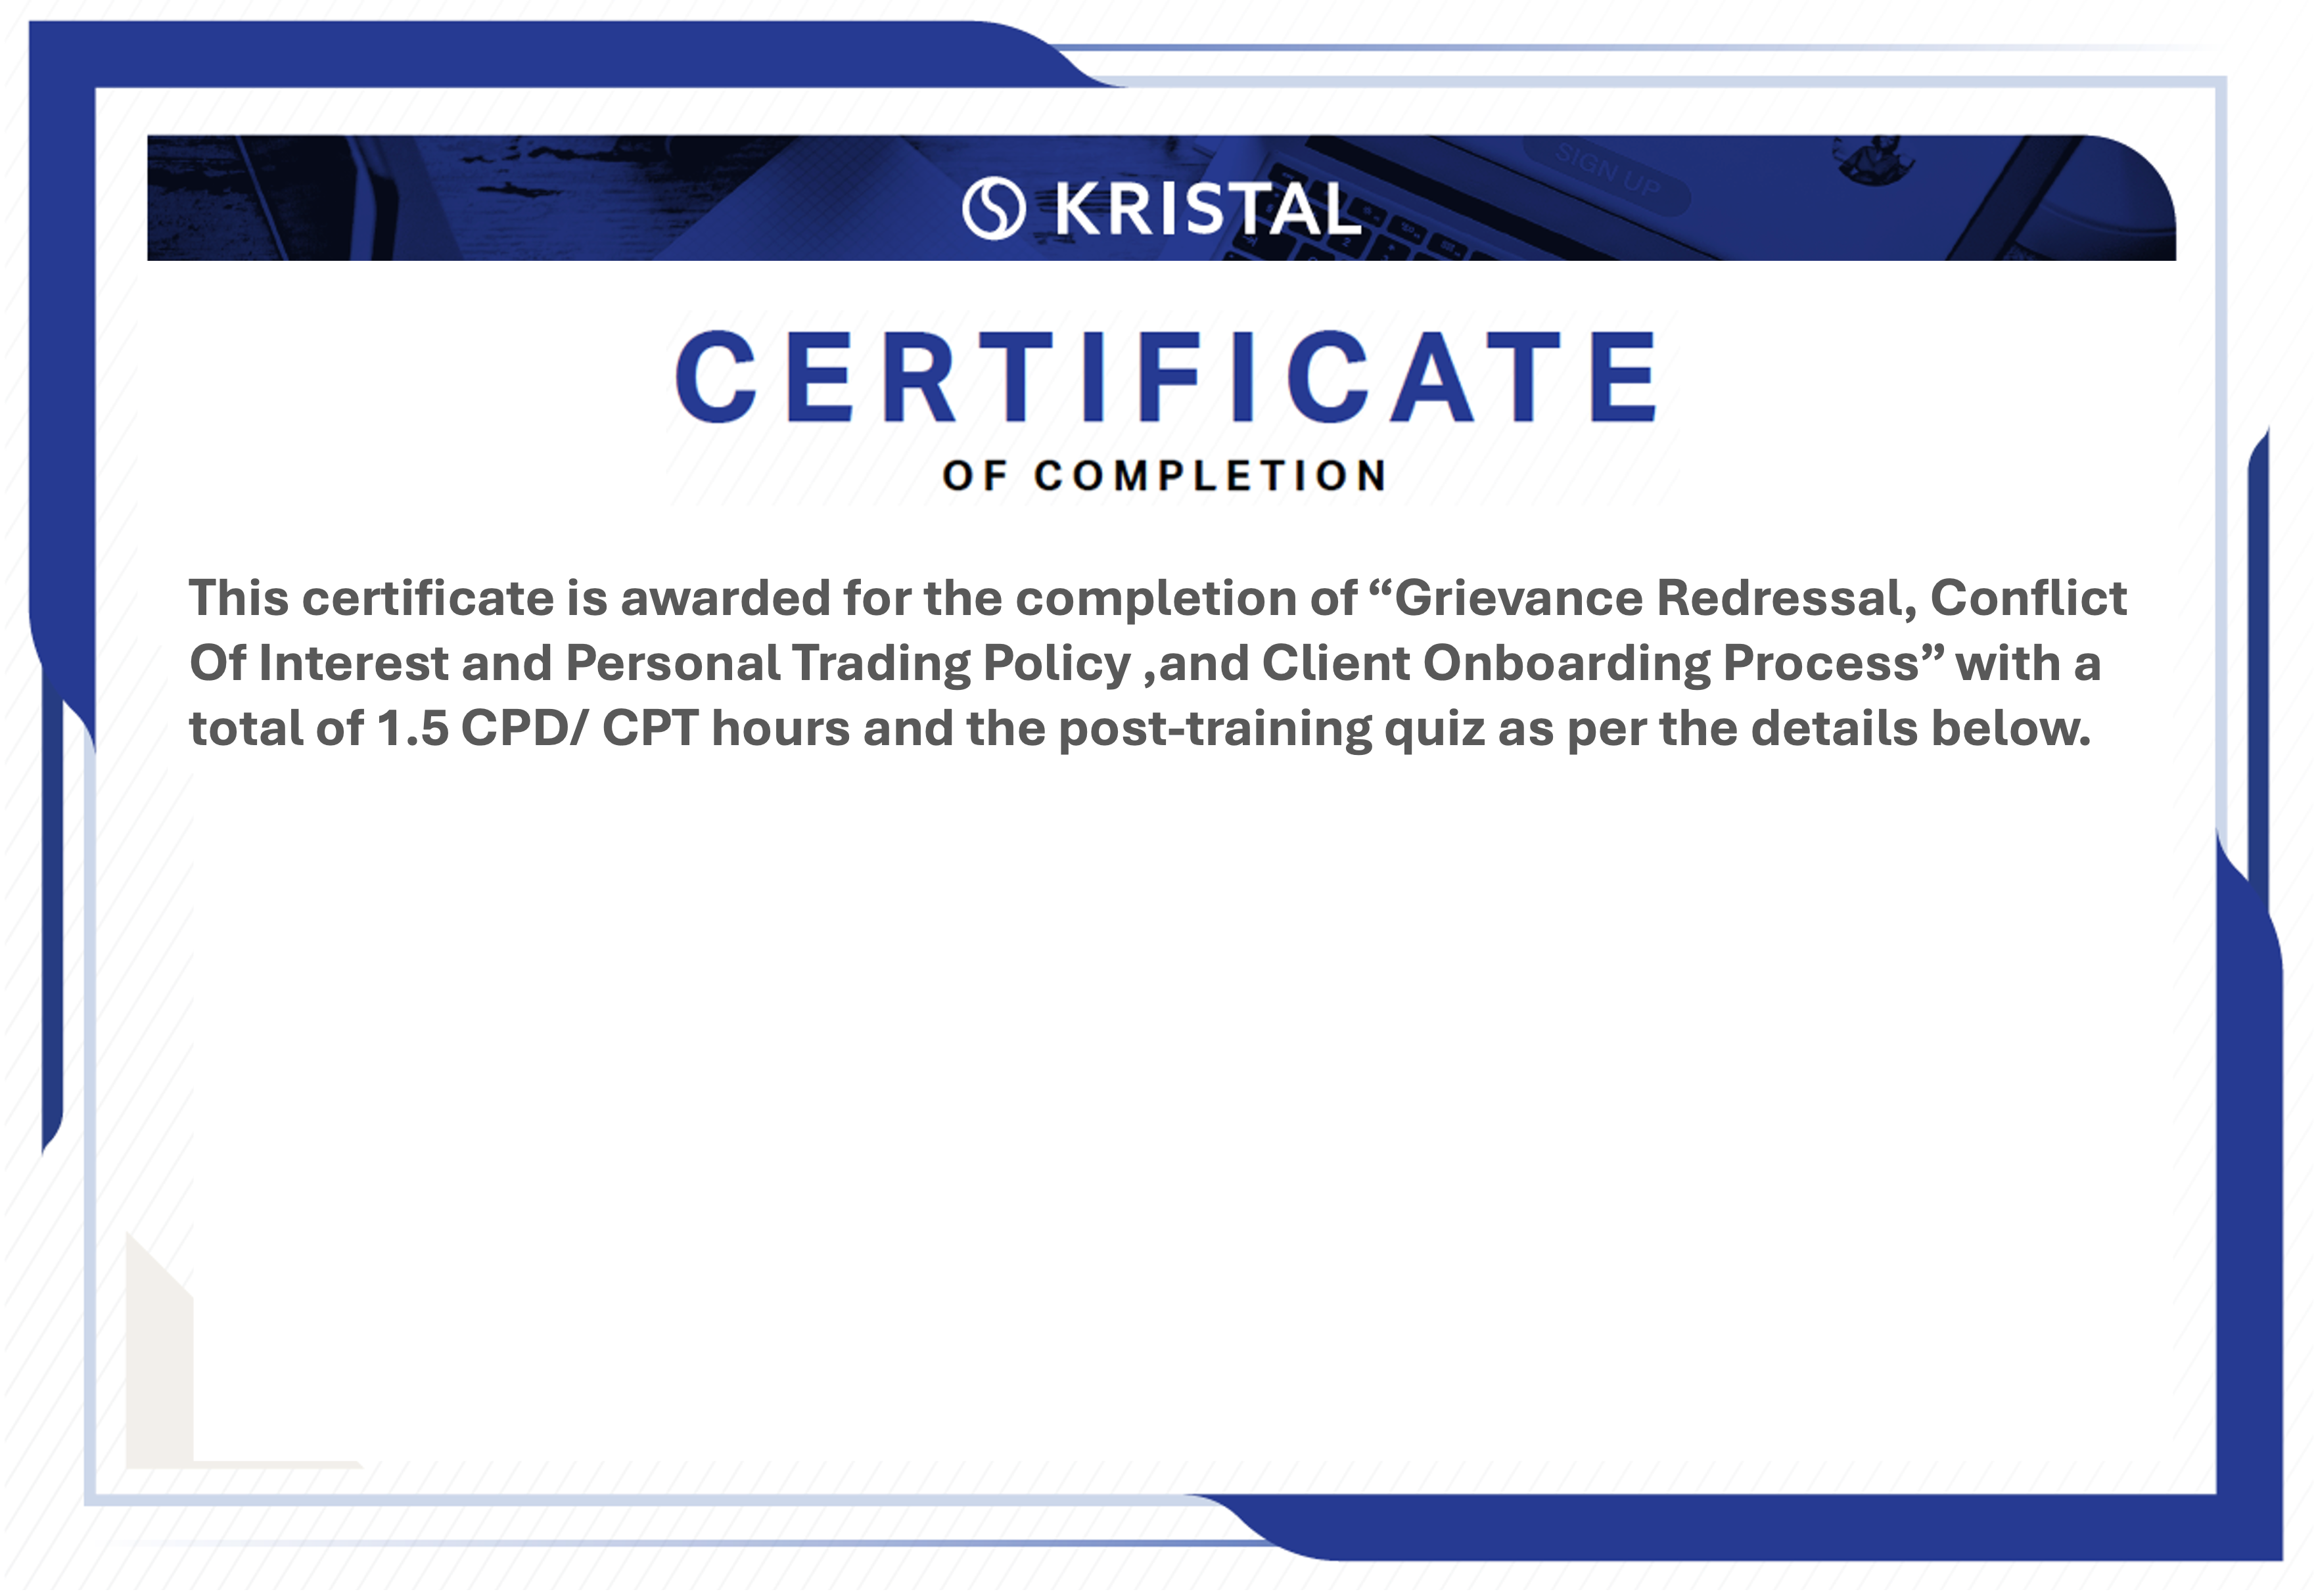 SIGN UP
KRISTAL
CERTIFICATE
OF COMPLETION
This certificate is awarded for the completion of “Grievance Redressal, Conflict
Of Interest and Personal Trading Policy ,and Client Onboarding Process” with a
total of 1.5 CPD/ CPT hours and the post-training quiz as per the details below.